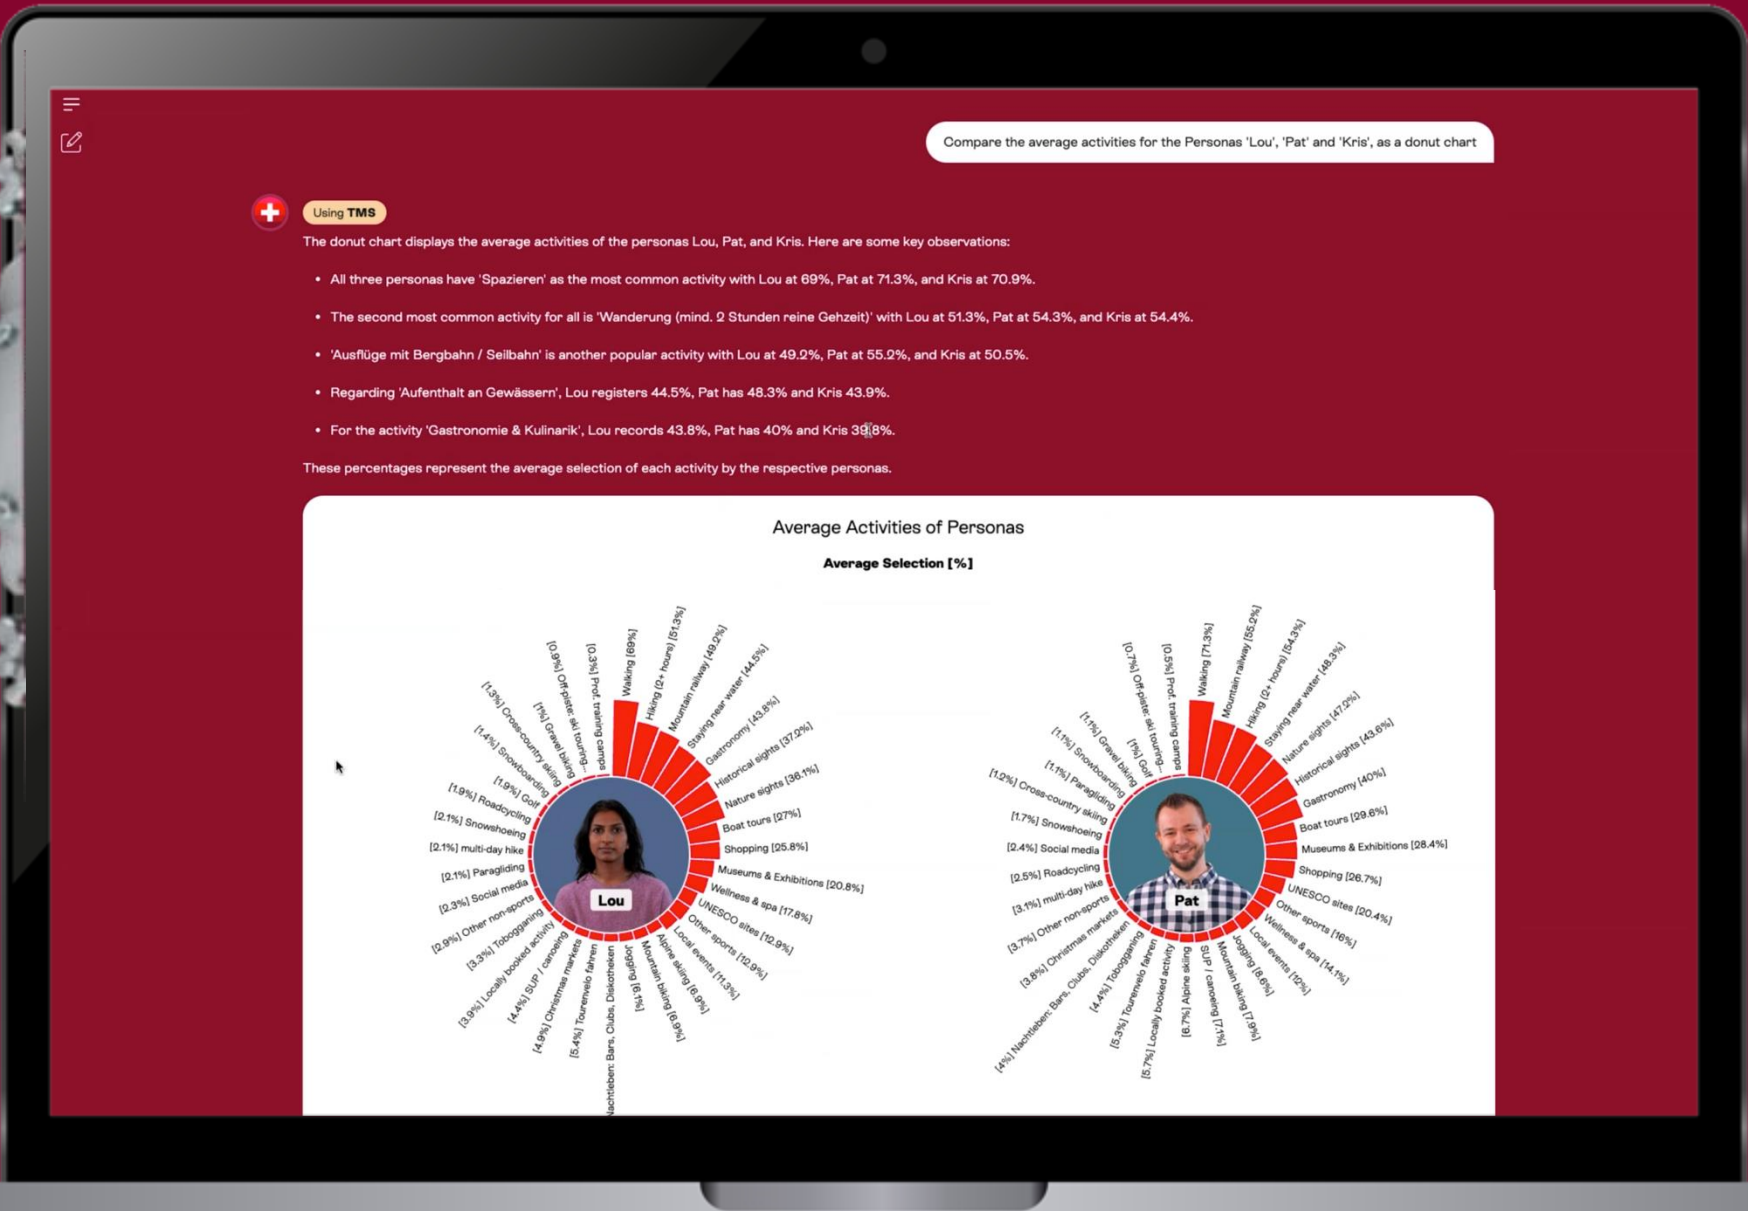 Compare the average activities for the Personas 'Lou', 'Pat' and 'Kris', as a donut chart
Using TMS
The donut chart displays the average activities of the personas Lou, Pat, and Kris. Here are some key observations:
• All three personas have 'Spazieren' as the most common activity with Lou at 69%, Pat at 71.3%, and Kris at 70.9%.
• The second most common activity for all is 'Wanderung (mind. 2 Stunden reine Gehzeit)' with Lou at 51.3%, Pat at 54.3%, and Kris at 54.4%.
• 'Ausflüge mit Bergbahn / Seilbahn' is another popular activity with Lou at 49.2%, Pat at 55.2%, and Kris at 50.5%.
• Regarding 'Aufenthalt an Gewässern', Lou registers 44.5%, Pat has 48.3% and Kris 43.9%.
• For the activity 'Gastronomie & Kulinarik', Lou records 43.8%, Pat has 40% and Kris 39.8%.
These percentages represent the average selection of each activity by the respective personas.
Average Activities of Personas
Average Selection [%]
Walking [69%]
Hiking (2+ hours) [51.3%]
Mountain railway [49.2%]
Staying near water [44.5%]
Gastronomy [43.8%]
Historical sights [37.2%]
Nature sights [36.1%]
Boat tours [27%]
Shopping [25.8%]
Museums & Exhibitions [20.8%]
Wellness & spa [17.8%]
UNESCO sites [12.9%]
Other sports [12.9%]
Local events [11.3%]
Alpine skiing [6.9%]
Mountain biking [6.9%]
Jogging [6.1%]
Nachtleben: Bars, Clubs, Diskotheken
[5.4%] Tourenvelo fahren
[4.9%] Christmas markets
[4.4%] SUP / canoeing
[3.9%] Locally booked activity
[3.3%] Tobogganing
[2.9%] Other non-sports
[2.3%] Social media
[2.1%] Paragliding
[2.1%] multi-day hike
[2.1%] Snowshoeing
[1.9%] Roadcycling
[1.9%] Golf
[1.4%] Snowboarding
[1.3%] Cross-country skiing
[1%] Gravel biking
[0.9%] Off-piste: ski touring...
[0.3%] Prof. training camps
Lou
Walking [71.3%]
Mountain railway [55.2%]
Hiking (2+ hours) [54.3%]
Staying near water [48.3%]
Nature sights [47.2%]
Historical sights [43.6%]
Gastronomy [40%]
Boat tours [29.6%]
Museums & Exhibitions [28.4%]
Shopping [26.7%]
UNESCO sites [20.4%]
Other sports [16%]
Wellness & spa [14.1%]
Local events [12%]
Jogging [8.6%]
Mountain biking [7.9%]
SUP / canoeing [7.1%]
[6.7%] Alpine skiing
[5.7%] Locally booked activity
[5.3%] Tourenvelo fahren
[4.4%] Tobogganing
[4%] Nachtleben: Bars, Clubs, Diskotheken
[3.8%] Christmas markets
[3.7%] Other non-sports
[3.1%] multi-day hike
[2.5%] Roadcycling
[2.4%] Social media
[1.7%] Snowshoeing
[1.2%] Cross-country skiing
[1.1%] Paragliding
[1.1%] Snowboarding
[1.1%] Gravel biking
[1%] Golf
[0.7%] Off-piste: ski touring...
[0.5%] Prof. training camps
Pat